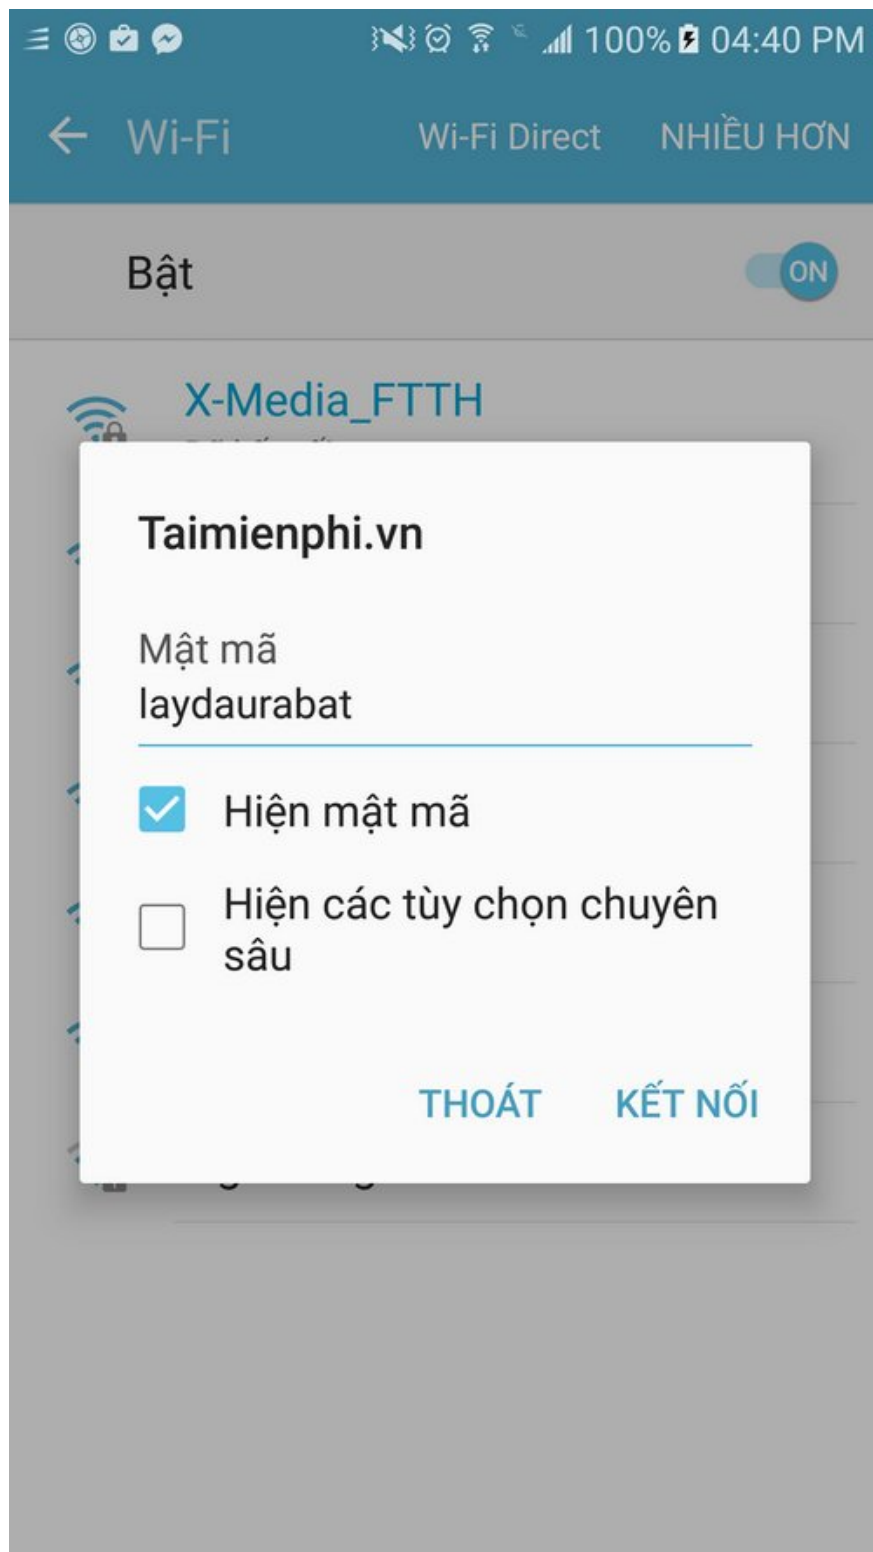 100% 04:40 PM
Wi-Fi Wi-Fi Direct NHIỀU HƠN
Bật ON
X-Media_FTTH
Taimienphi.vn
Mật mã
laydaurabat
Hiện mật mã
Hiện các tùy chọn chuyên
sâu
THOÁT KẾT NỐI